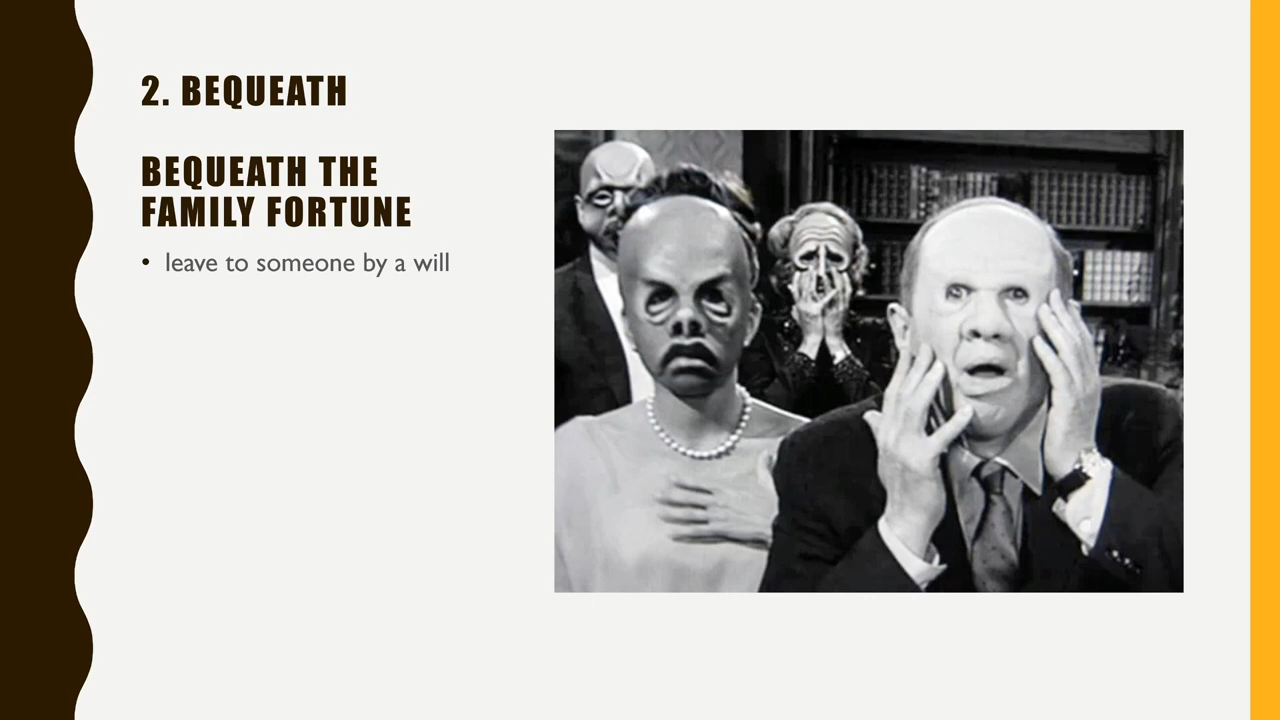 2. BEQUEATH
BEQUEATH THE
FAMILY FORTUNE
• leave to someone by a will